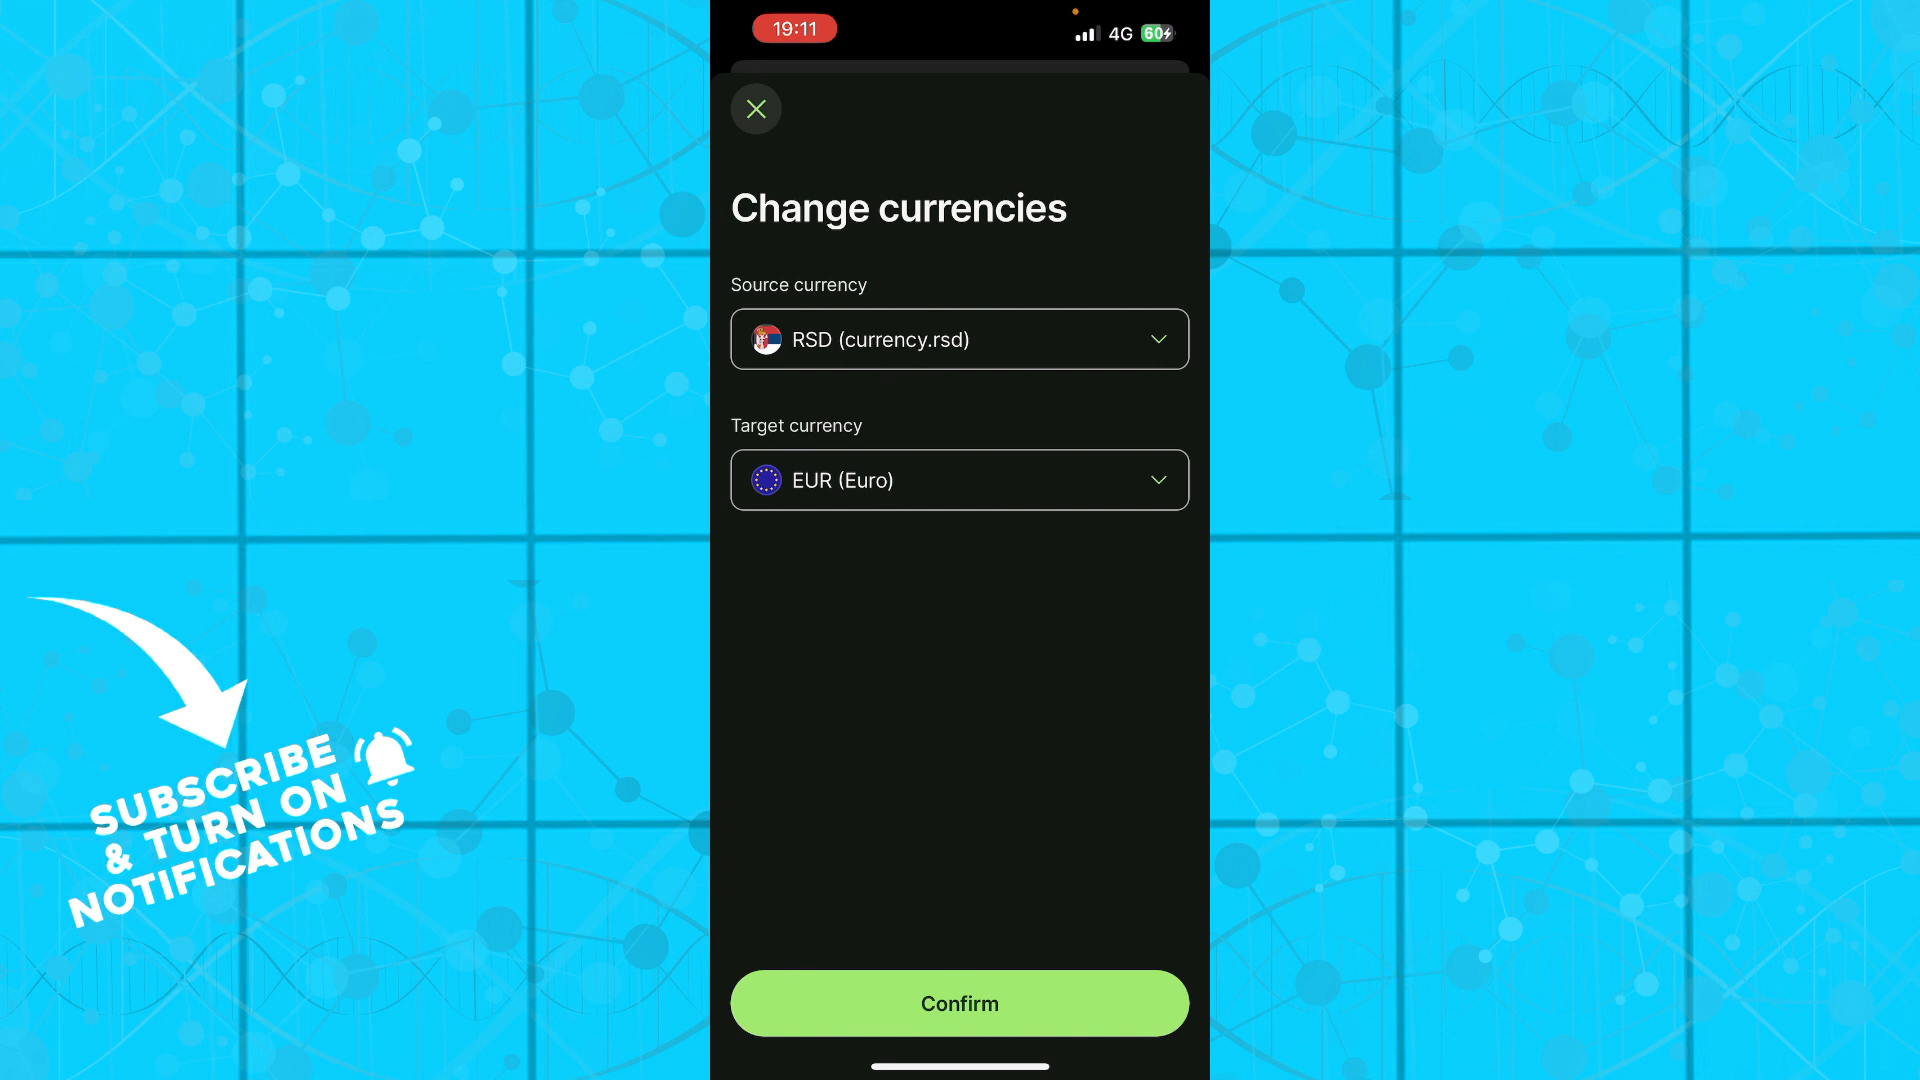 19:11
4G 60
Change currencies
Source currency
RSD (currency.rsd)
Target currency
EUR (Euro)
Confirm
SUBSCRIBE
& TURN ON
NOTIFICATIONS